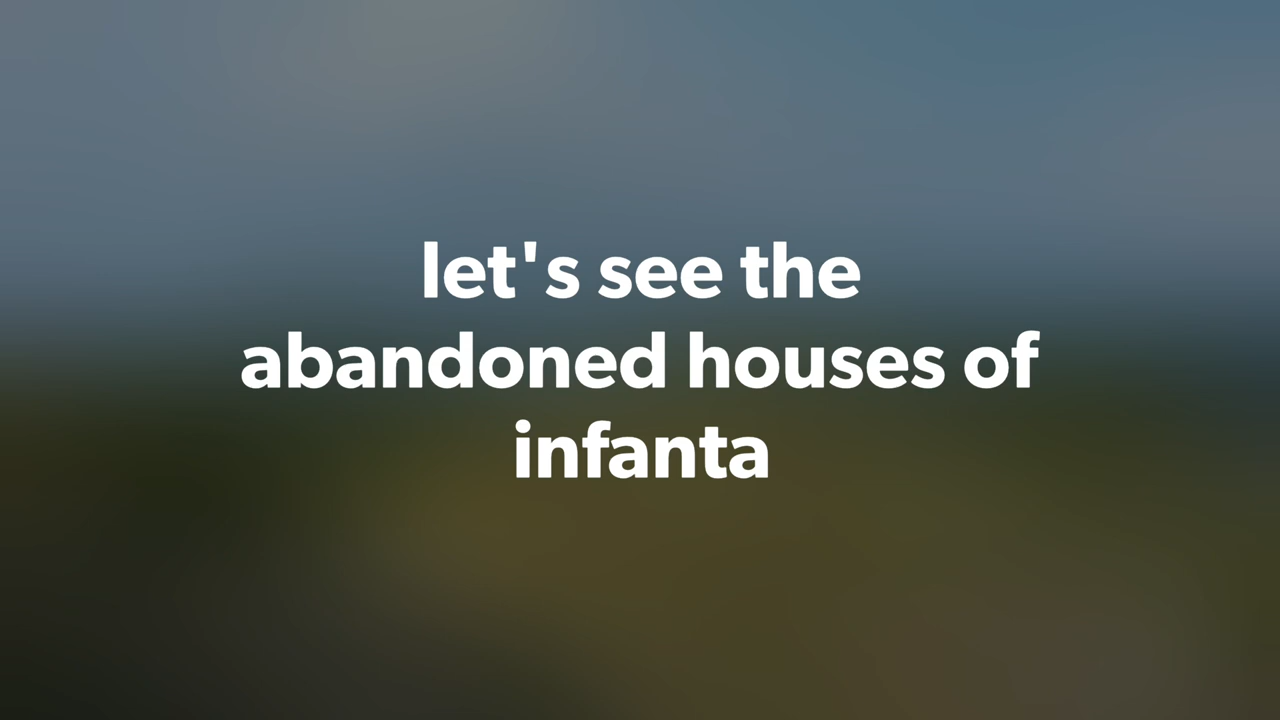 let's see the
abandoned houses of
infanta